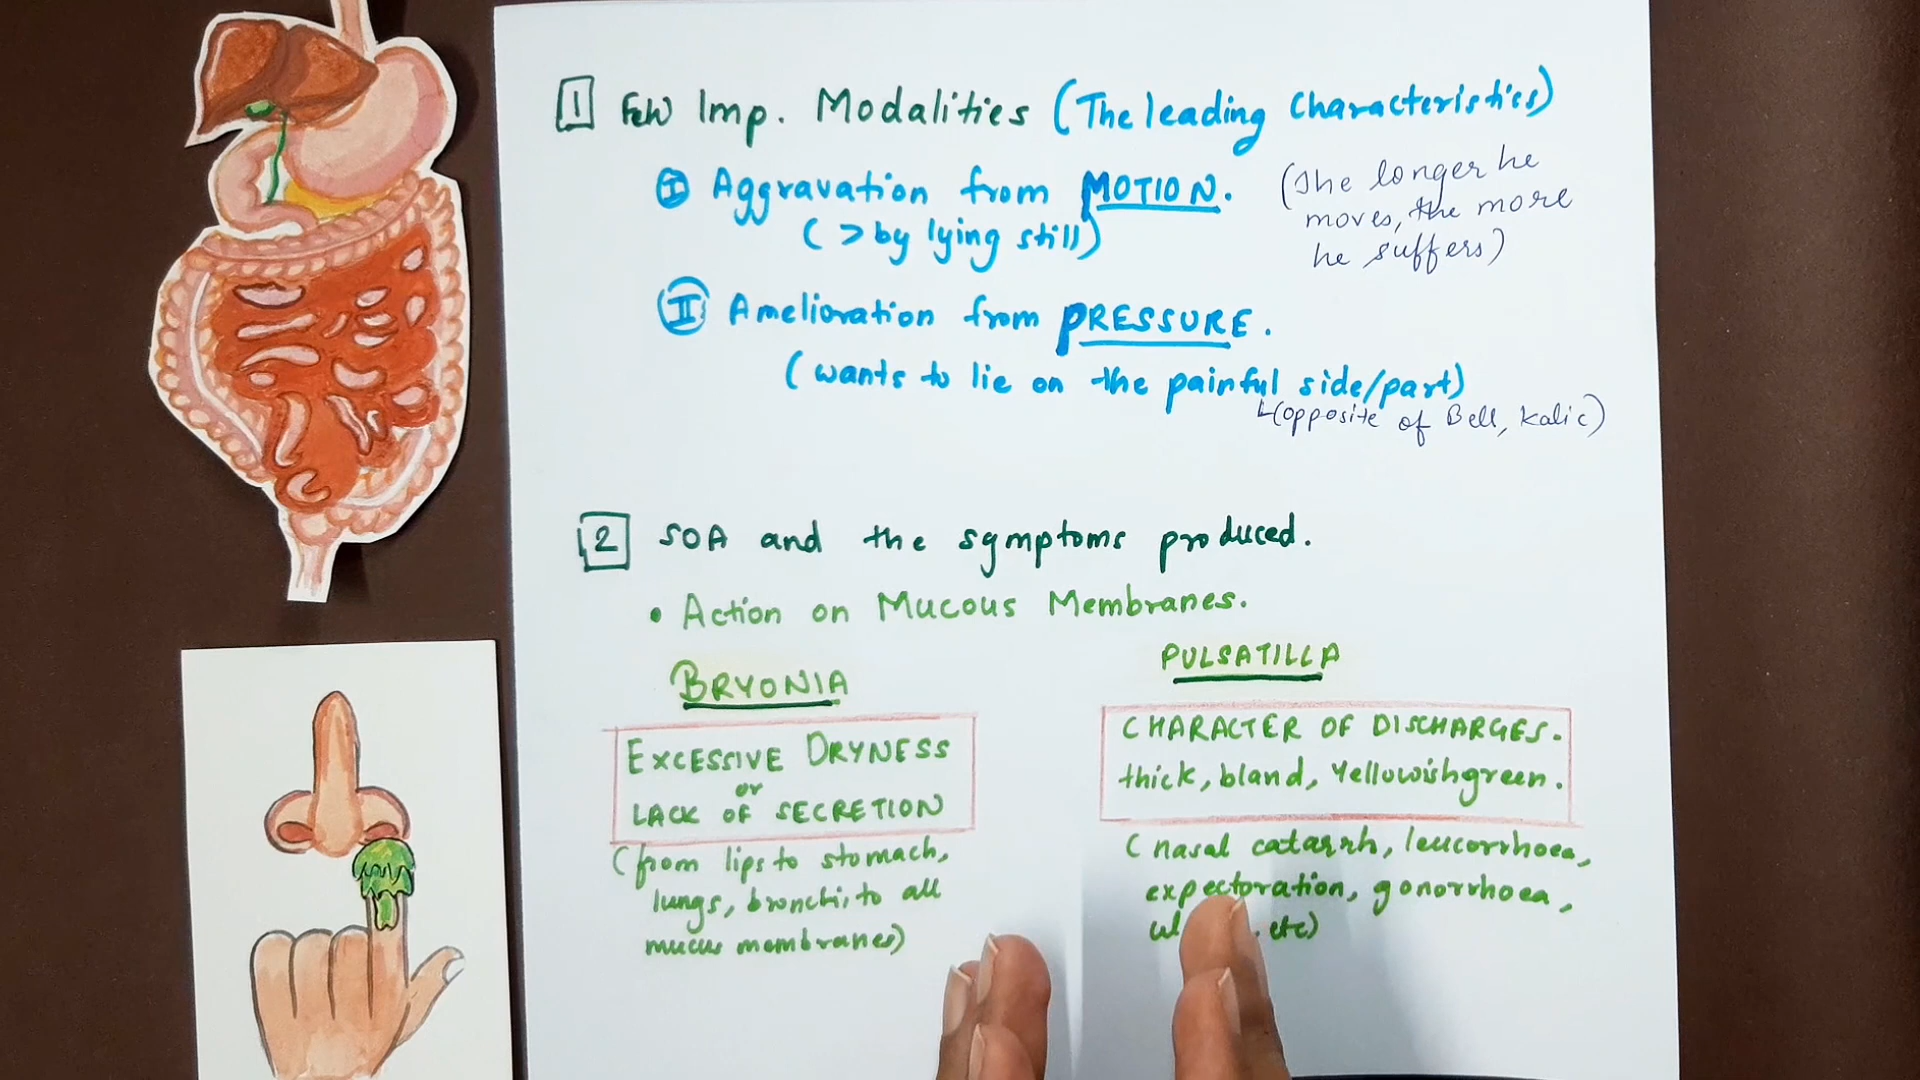 1 Few Imp. Modalities (The leading Characteristics)
I Aggravation from MOTION.
(> by lying still)
(The longer he
moves, the more
he suffers)
II Amelioration from PRESSURE.
(wants to lie on the painful side/part)
(opposite of Bell, Kalic)
2 SOA and the symptoms produced.
• Action on Mucous Membranes.
BRYONIA
EXCESSIVE DRYNESS
or
LACK OF SECRETION
(from lips to stomach,
lungs, bronchi, to all
mucus membranes)
PULSATILLA
CHARACTER OF DISCHARGES.
thick, bland, Yellowishgreen.
(nasal catarrh, leucorrhoea,
expectoration, gonorrhoea,
etc)